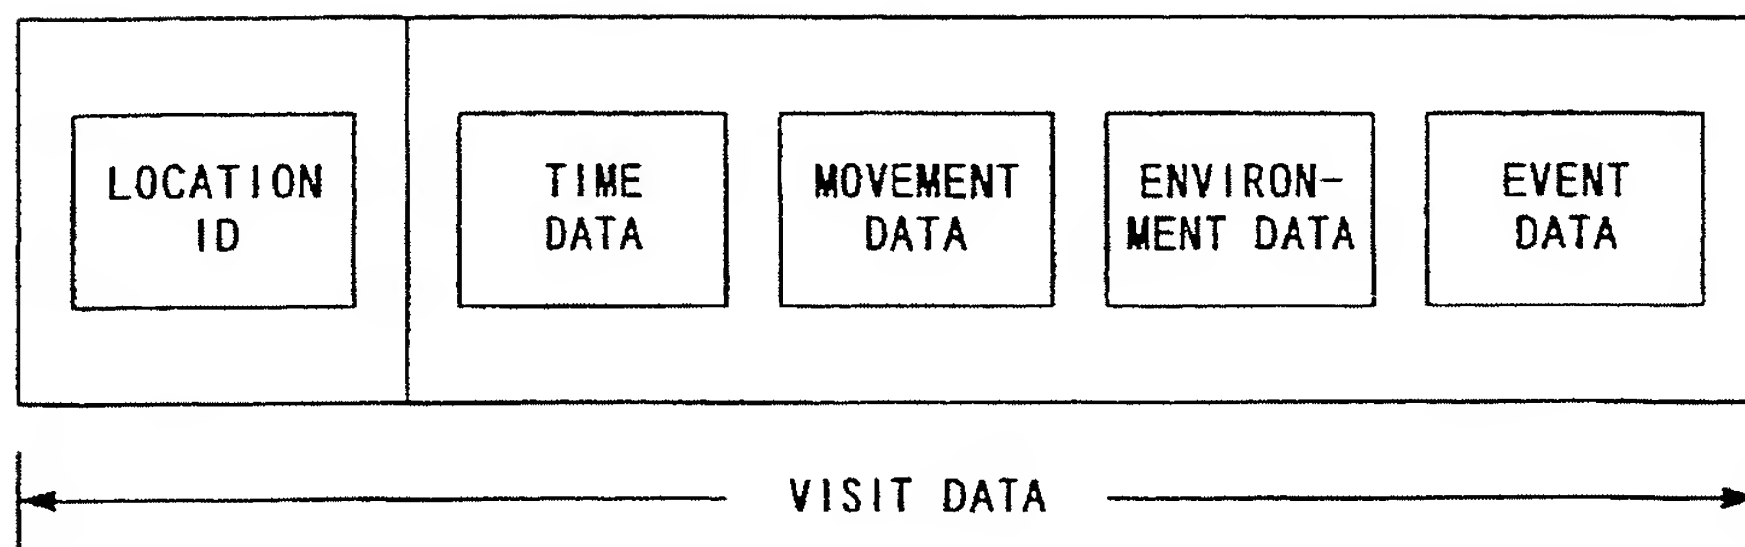 LOCATION
ID
TIME
DATA
MOVEMENT
DATA
ENVIRON-
MENT DATA
EVENT
DATA
VISIT DATA